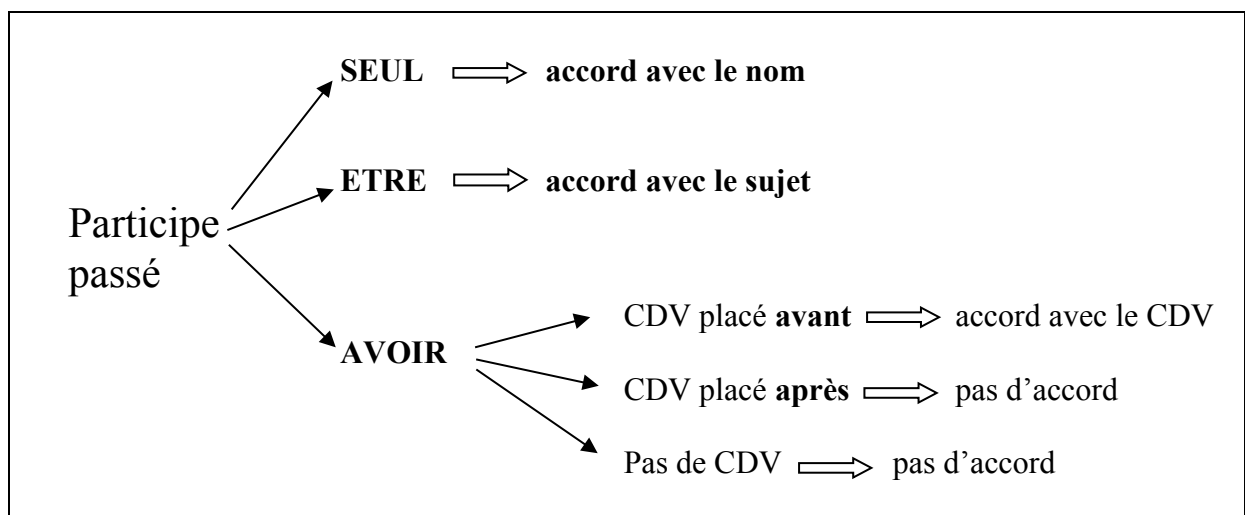 SEUL accord avec le nom
ETRE accord avec le sujet
Participe
passé
CDV placé avant accord avec le CDV
AVOIR
CDV placé après pas d’accord
Pas de CDV pas d’accord